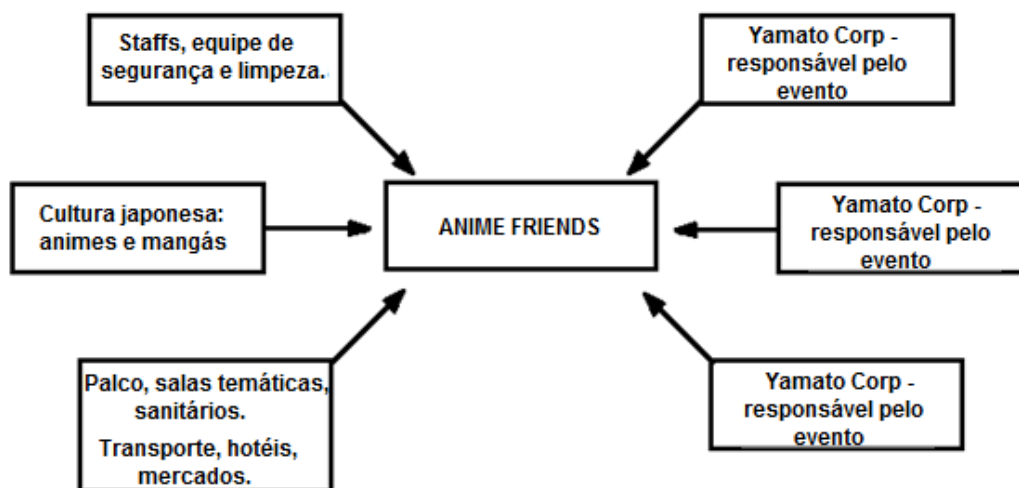 Staffs, equipe de
segurança e limpeza.
Yamato Corp -
responsável pelo
evento
Cultura japonesa:
animes e mangás
ANIME FRIENDS
Yamato Corp -
responsável pelo
evento
Palco, salas temáticas,
sanitários.
Transporte, hotéis,
mercados.
Yamato Corp -
responsável pelo
evento